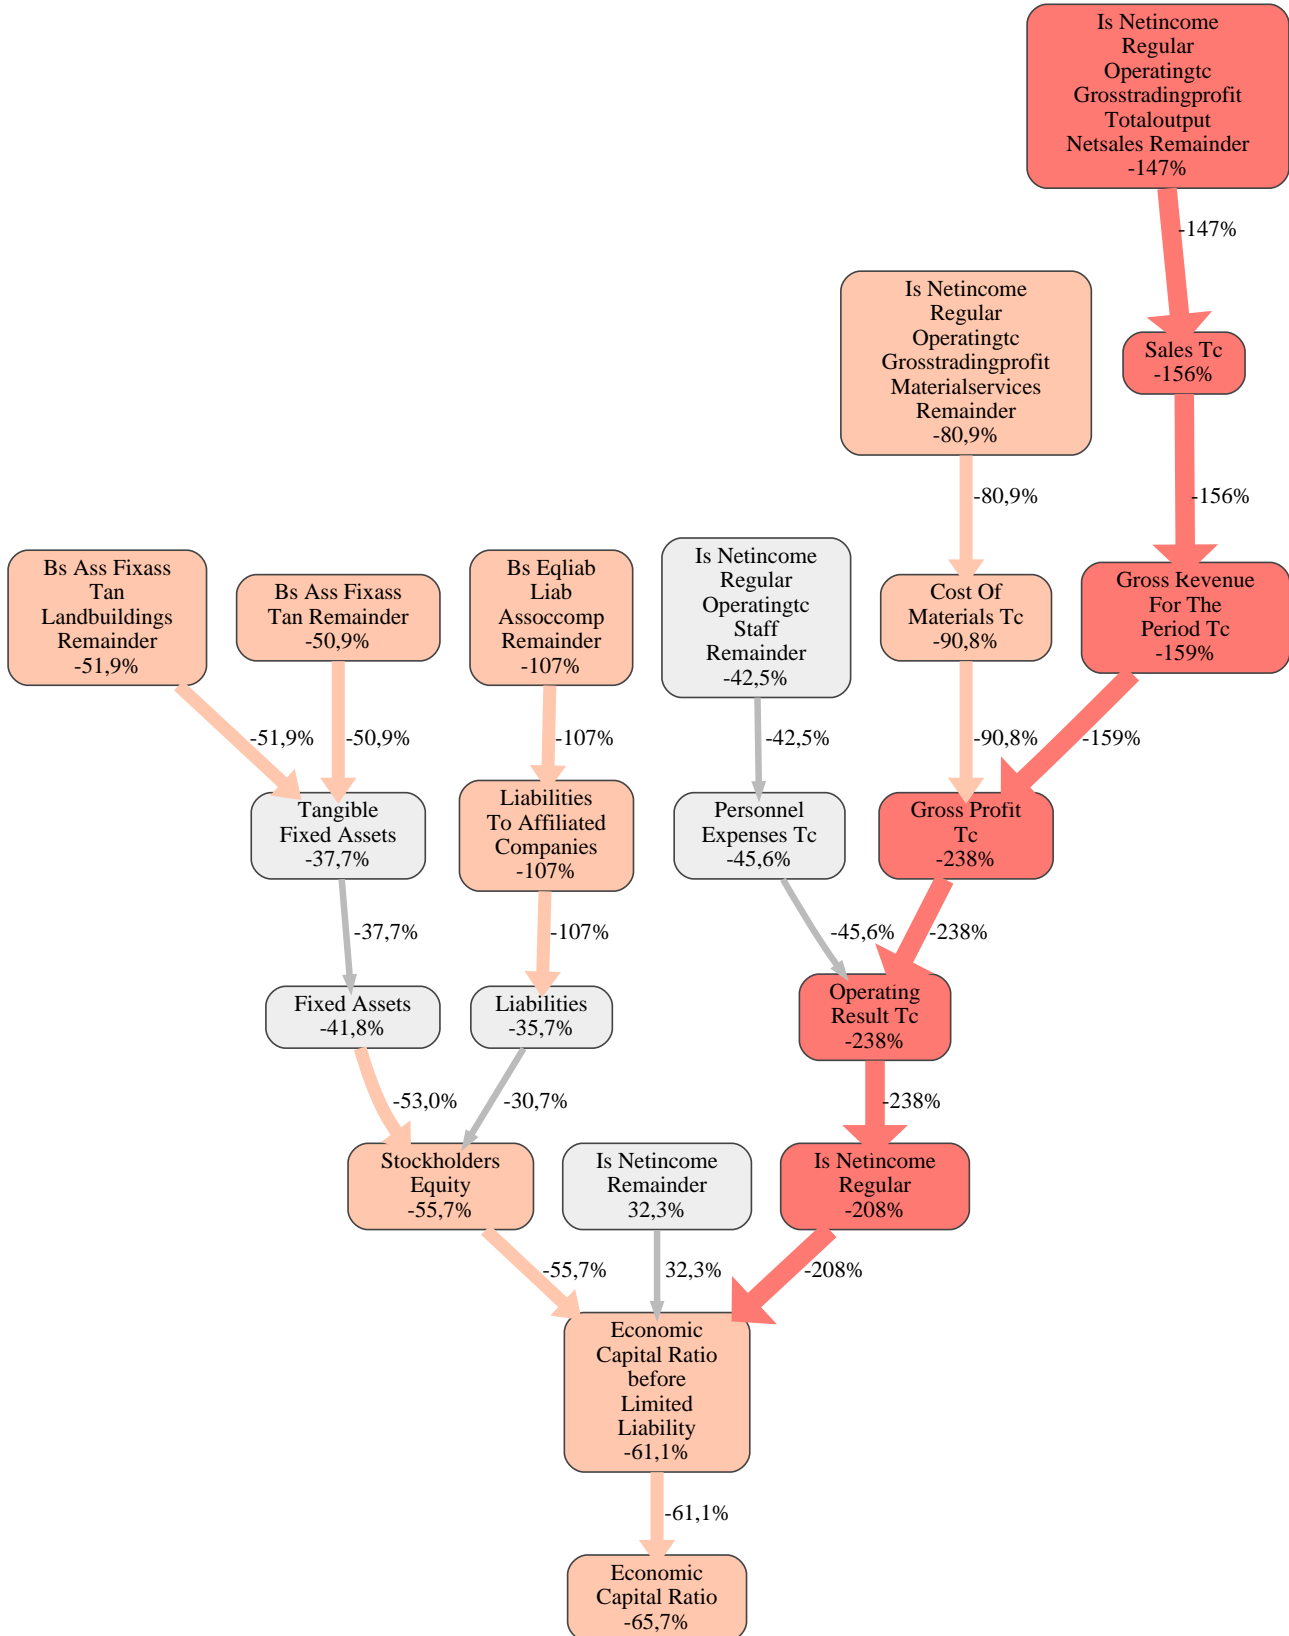 Is Netincome
Regular
Operatingtc
Grosstradingprofit
Totaloutput
Netsales Remainder
-147%
-147%
Is Netincome
Regular
Operatingtc
Grosstradingprofit
Materialservices
Remainder
-80,9%
Sales Tc
-156%
-80,9%
-156%
Bs Ass Fixass
Tan
Landbuildings
Remainder
-51,9%
Bs Ass Fixass
Tan Remainder
-50,9%
Bs Eqliab
Liab
Assoccomp
Remainder
-107%
Is Netincome
Regular
Operatingtc
Staff
Remainder
-42,5%
Cost Of
Materials Tc
-90,8%
Gross Revenue
For The
Period Tc
-159%
-51,9%
-50,9%
-107%
-42,5%
-90,8%
-159%
Tangible
Fixed Assets
-37,7%
Liabilities
To Affiliated
Companies
-107%
Personnel
Expenses Tc
-45,6%
Gross Profit
Tc
-238%
-37,7%
-107%
-45,6%
-238%
Fixed Assets
-41,8%
Liabilities
-35,7%
Operating
Result Tc
-238%
-53,0%
-30,7%
-238%
Stockholders
Equity
-55,7%
Is Netincome
Remainder
32,3%
Is Netincome
Regular
-208%
-55,7%
32,3%
-208%
Economic
Capital Ratio
before
Limited
Liability
-61,1%
-61,1%
Economic
Capital Ratio
-65,7%